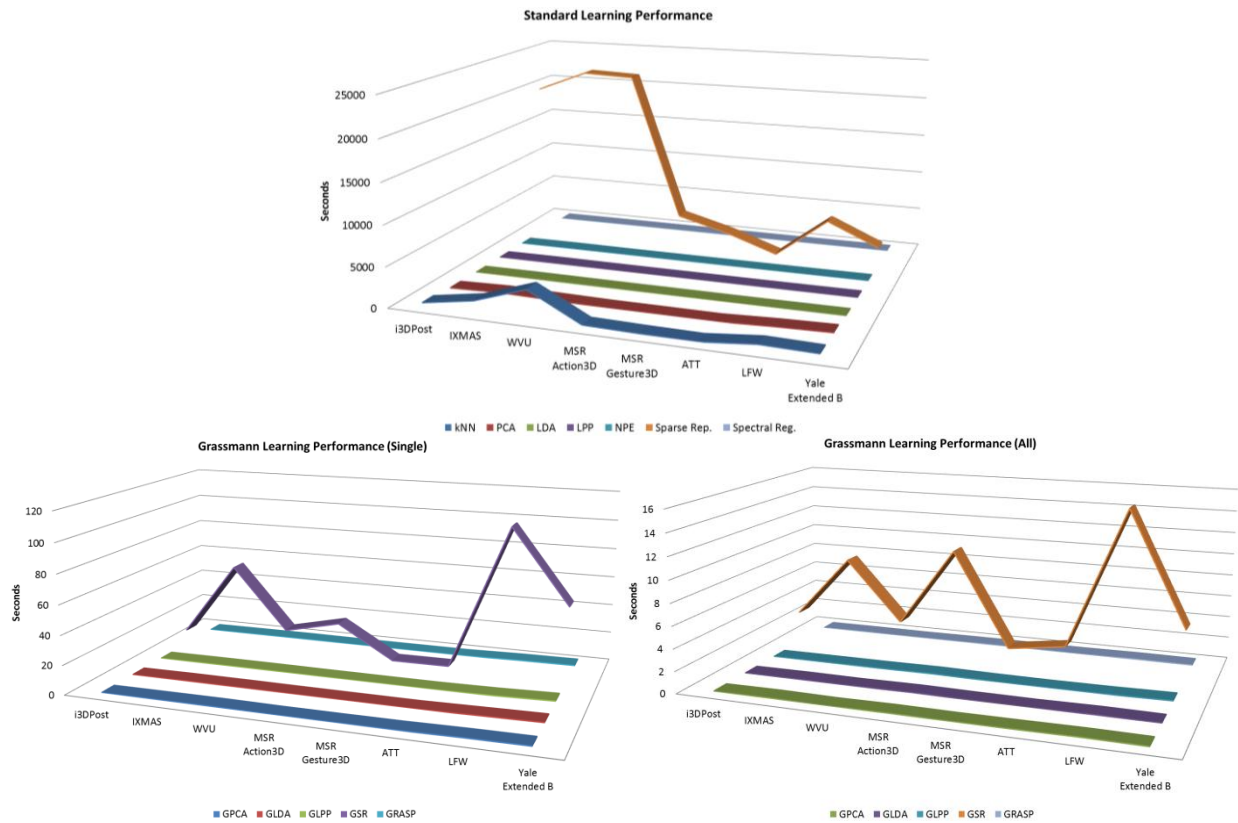 Standard Learning Performance
25000
20000
15000
10000
5000
0
Seconds
i3DPost
IXMAS
WVU
MSR
Action3D
MSR
Gesture3D
ATT
LFW
Yale
Extended B
kNN PCA LDA LPP NPE Sparse Rep. Spectral Reg.
Grassmann Learning Performance (Single)
120
100
80
60
40
20
0
Seconds
i3DPost
IXMAS
WVU
MSR
Action3D
MSR
Gesture3D
ATT
LFW
Yale
Extended B
GPCA GLDA GLPP GSR GRASP
Grassmann Learning Performance (All)
16
14
12
10
8
6
4
2
0
Seconds
i3DPost
IXMAS
WVU
MSR
Action3D
MSR
Gesture3D
ATT
LFW
Yale
Extended B
GPCA GLDA GLPP GSR GRASP